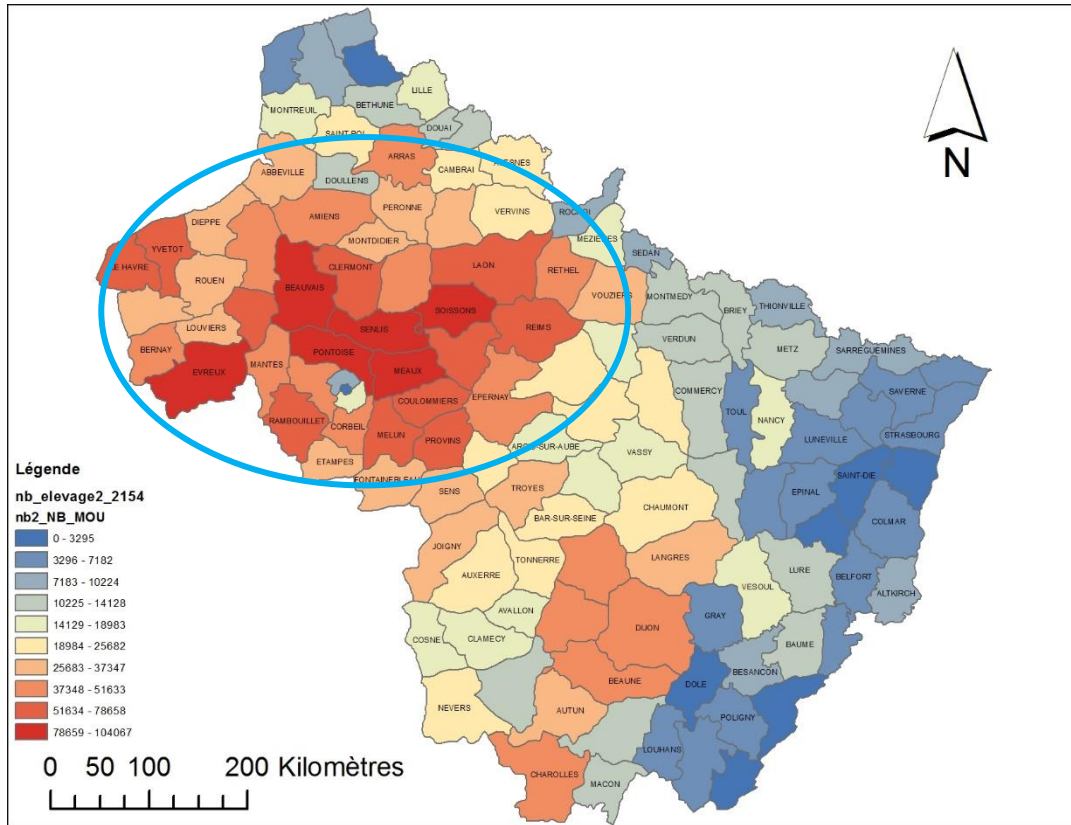 LILLE
MONTREUIL
BETHUNE
DOUAI
SAINT-POL
ARRAS
CAMBRAI
AVESNES
ABBEVILLE
DOULLENS
PERONNE
DIEPPE
AMIENS
VERVINS
ROCROI
YVETOT
MONTDIDIER
MEZIERES
SEDAN
LE HAVRE
CLERMONT
LAON
RETHEL
ROUEN
BEAUVAIS
VOUZIERS
MONTMEDY
BRIEY
THIONVILLE
SOISSONS
LOUVIERS
SENLIS
REIMS
VERDUN
METZ
SARREGUEMINES
BERNAY
PONTOISE
MANTES
MEAUX
EVREUX
COMMERCY
SAVERNE
COULOMMIERS
EPERNAY
TOUL
NANCY
RAMBOUILLET
CORBEIL
LUNEVILLE
STRASBOURG
MELUN
PROVINS
ARCIS-SUR-AUBE
ETAMPES
VASSY
FONTAINEBLEAU
SAINT-DIE
SENS
TROYES
EPINAL
CHAUMONT
BAR-SUR-SEINE
COLMAR
JOIGNY
TONNERRE
LANGRES
AUXERRE
LURE
BELFORT
VESOUL
ALTKIRCH
AVALLON
GRAY
COSNE
CLAMECY
DIJON
BAUME
BESANCON
BEAUNE
DOLE
NEVERS
AUTUN
POLIGNY
LOUHANS
CHAROLLES
MACON
N
Légende
nb_elevage2_2154
nb2_NB_MOU
0 - 3295
3296 - 7182
7183 - 10224
10225 - 14128
14129 - 18983
18984 - 25682
25683 - 37347
37348 - 51633
51634 - 78658
78659 - 104067
0 50 100 200 Kilomètres